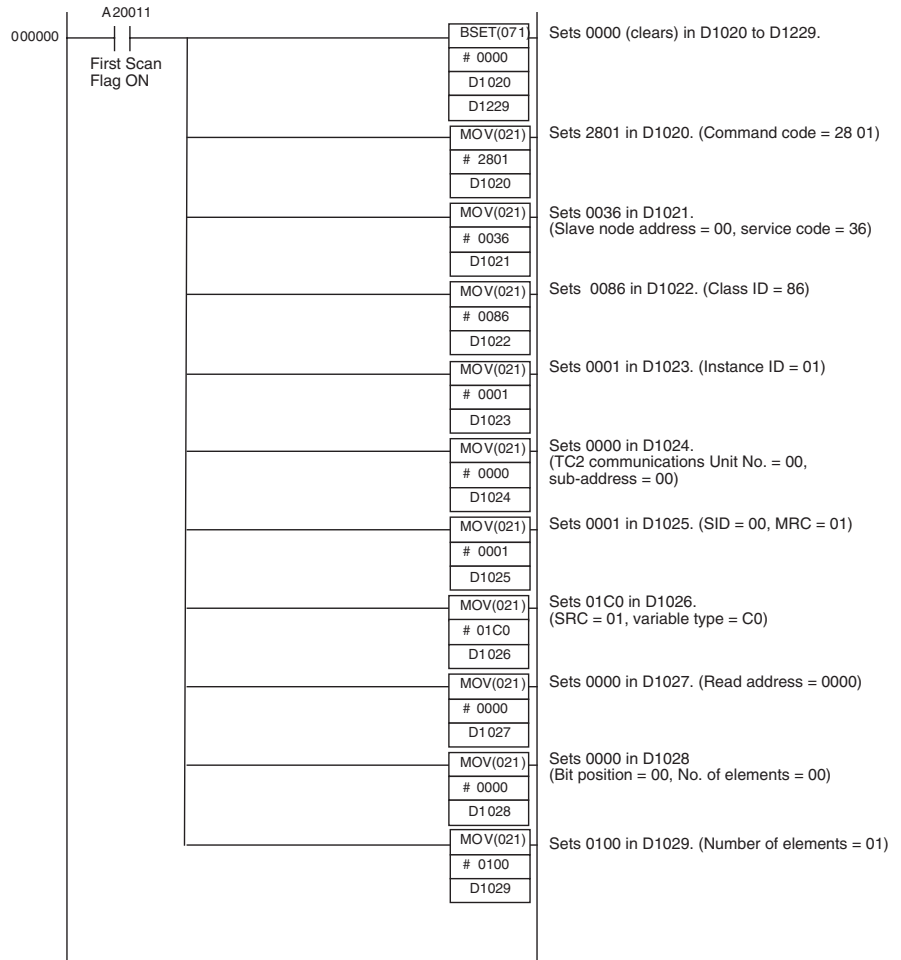 A20011
000000
First Scan
Flag ON
BSET(071)
# 0000
D1020
D1229
Sets 0000 (clears) in D1020 to D1229.
MOV(021)
# 2801
D1020
Sets 2801 in D1020. (Command code = 28 01)
MOV(021)
# 0036
D1021
Sets 0036 in D1021.
(Slave node address = 00, service code = 36)
MOV(021)
# 0086
D1022
Sets 0086 in D1022. (Class ID = 86)
MOV(021)
# 0001
D1023
Sets 0001 in D1023. (Instance ID = 01)
MOV(021)
# 0000
D1024
Sets 0000 in D1024.
(TC2 communications Unit No. = 00,
sub-address = 00)
MOV(021)
# 0001
D1025
Sets 0001 in D1025. (SID = 00, MRC = 01)
MOV(021)
# 01C0
D1026
Sets 01C0 in D1026.
(SRC = 01, variable type = C0)
MOV(021)
# 0000
D1027
Sets 0000 in D1027. (Read address = 0000)
MOV(021)
# 0000
D1028
Sets 0000 in D1028
(Bit position = 00, No. of elements = 00)
MOV(021)
# 0100
D1029
Sets 0100 in D1029. (Number of elements = 01)